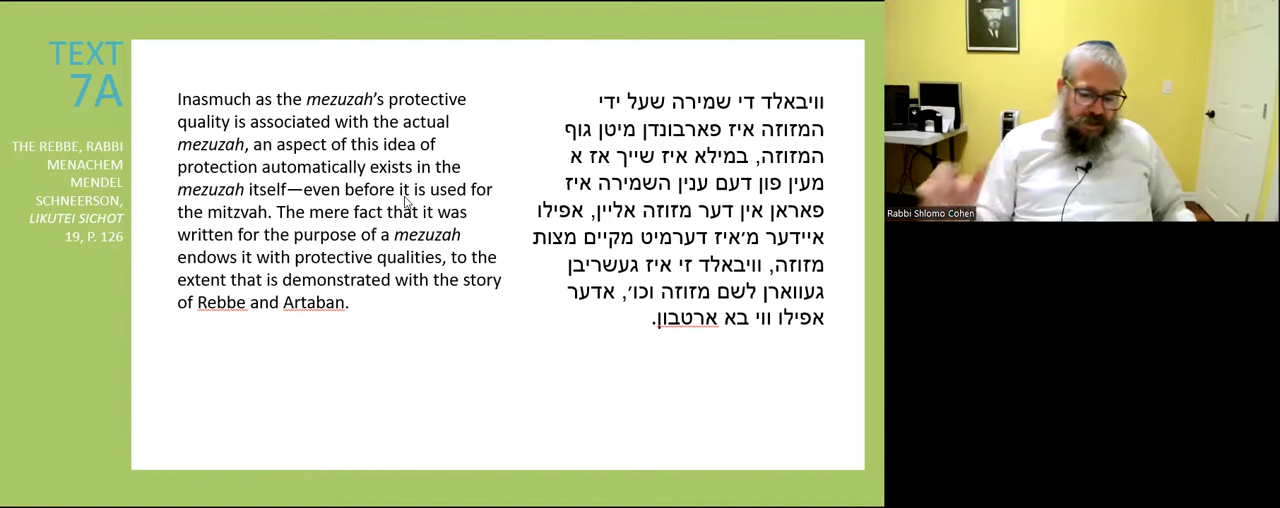 TEXT
7A
THE REBBE, RABBI
MENACHEM
MENDEL
SCHNEERSON,
LIKUTEI SICHOT
19, P. 126
Inasmuch as the mezuzah’s protective
quality is associated with the actual
mezuzah, an aspect of this idea of
protection automatically exists in the
mezuzah itself—even before it is used for
the mitzvah. The mere fact that it was
written for the purpose of a mezuzah
endows it with protective qualities, to the
extent that is demonstrated with the story
of Rebbe and Artaban.
וויבאלד די שמירה שעל ידי
המזוזה איז פארבונדן מיטן גוף
המזוזה, במילא איז שייך אז א
מעין פון דעם ענין השמירה איז
פאראן אין דער מזוזה אליין, אפילו
איידער מ׳איז דערמיט מקיים מצות
מזוזה, וויבאלד זי איז געשריבן
געווארן לשם מזוזה וכו׳, אדער
אפילו ווי בא ארטבון.
Rabbi Shlomo Cohen